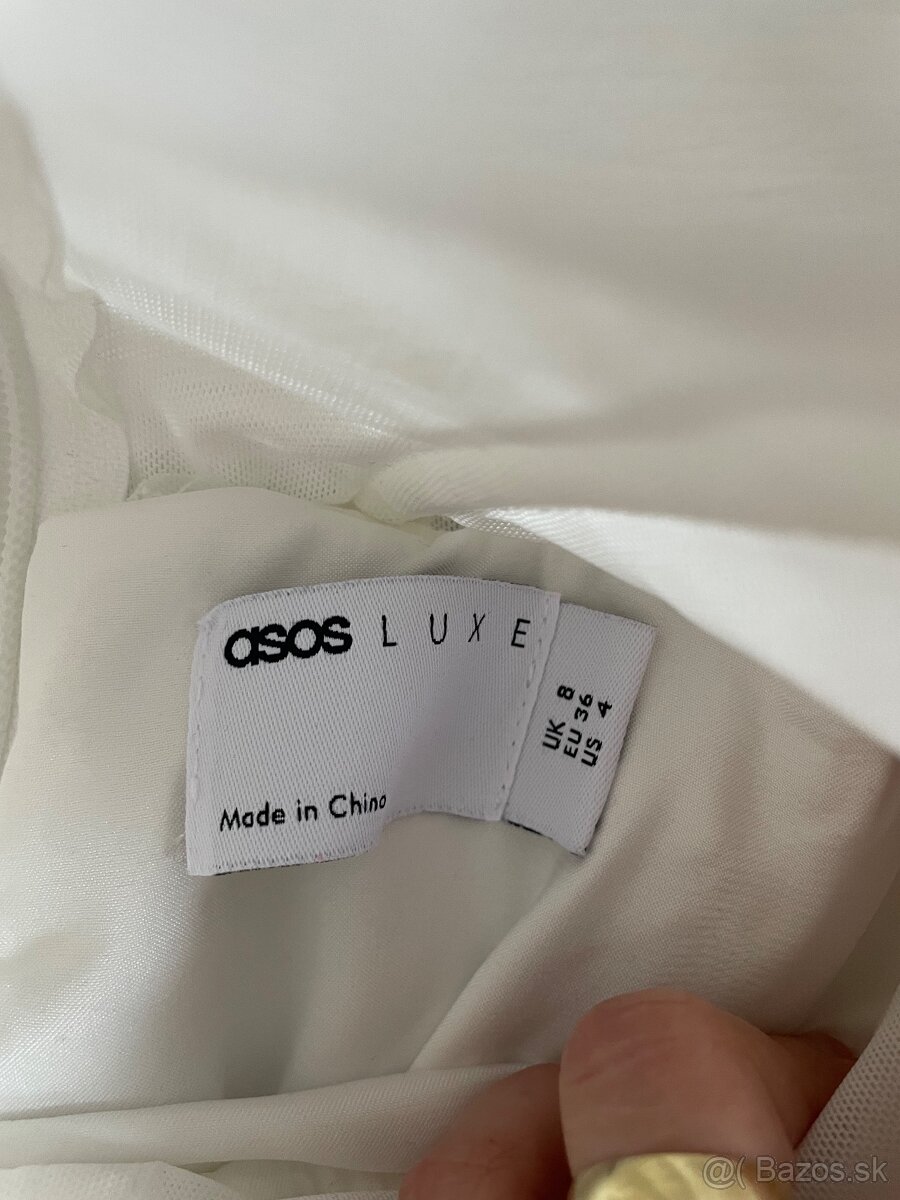 asos LUXE
Made in China
UK 8
EU 36
US 4
@( Bazos.sk